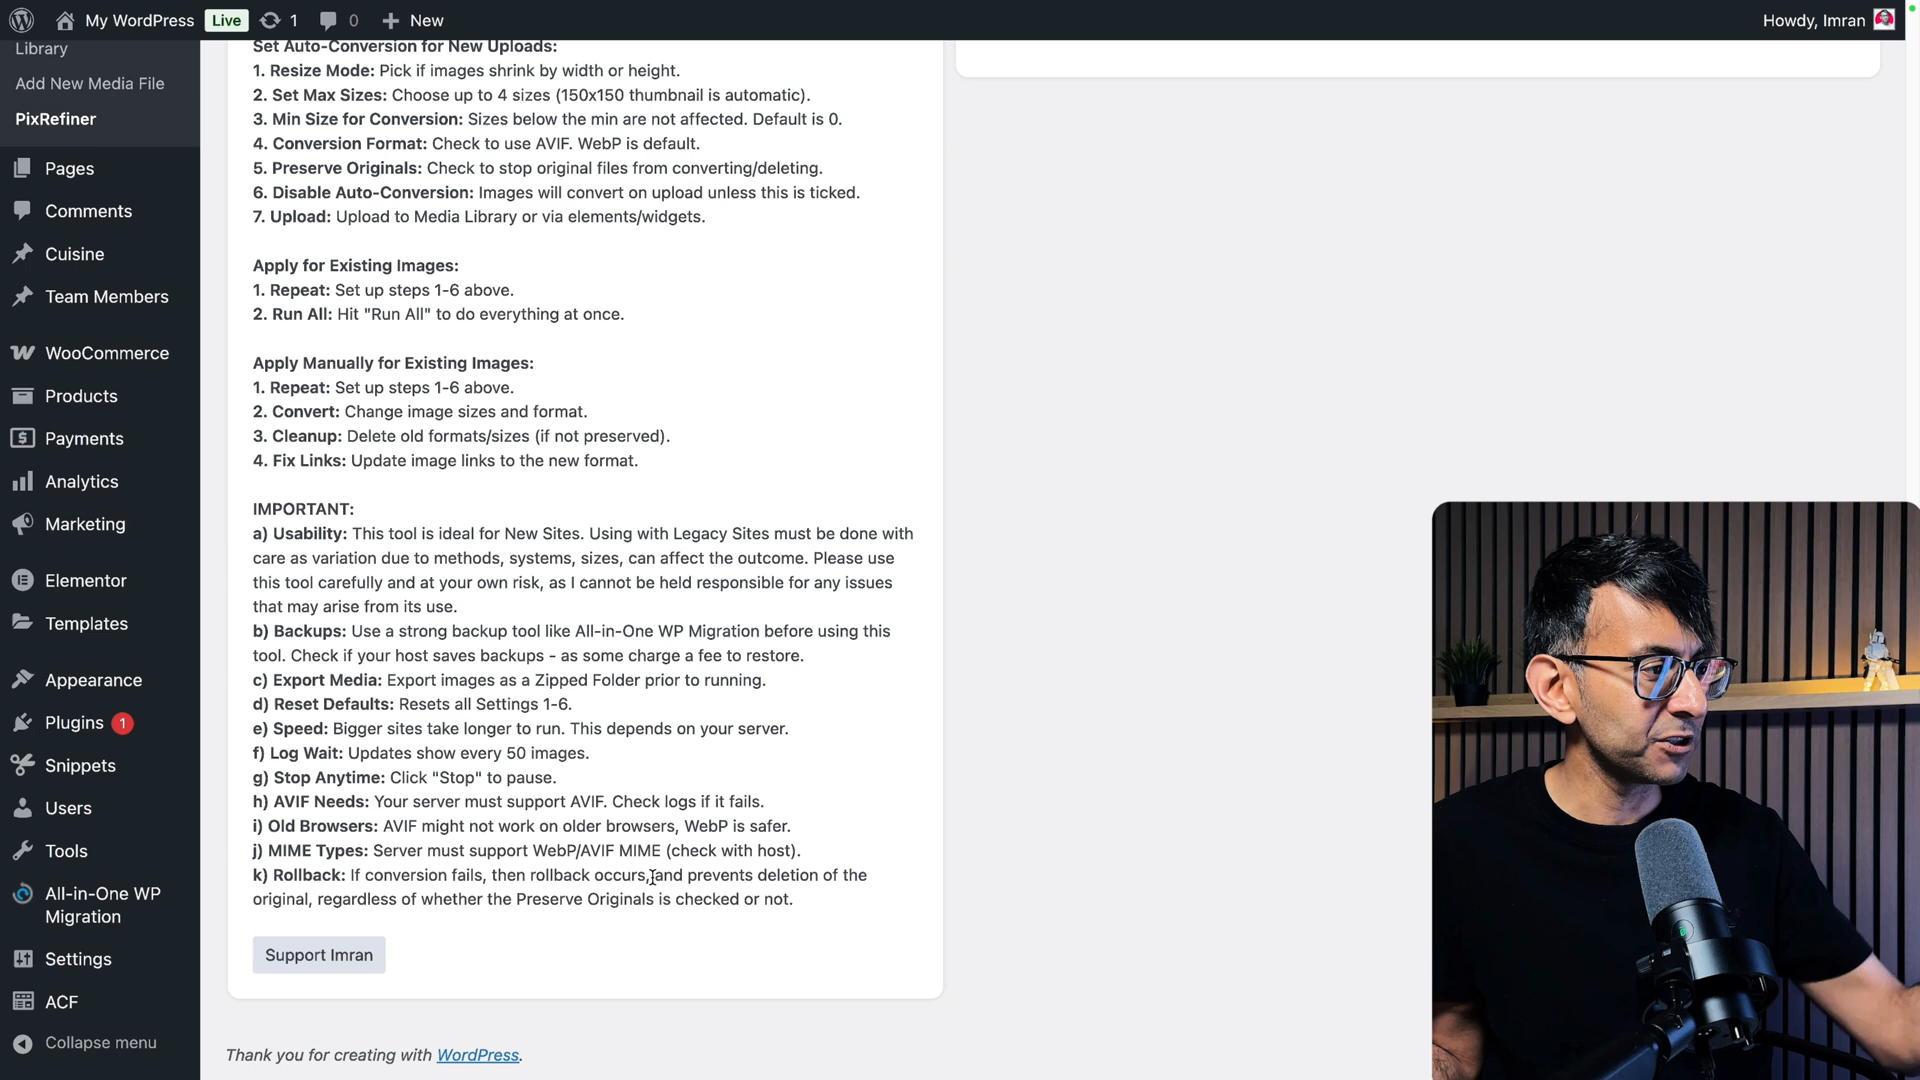 My WordPress Live 1 0 New
Howdy, Imran
Library
Add New Media File
PixRefiner
Pages
Comments
Cuisine
Team Members
WooCommerce
Products
Payments
Analytics
Marketing
Elementor
Templates
Appearance
Plugins 1
Snippets
Users
Tools
All-in-One WP
Migration
Settings
ACF
Collapse menu
Set Auto-Conversion for New Uploads:
1. Resize Mode: Pick if images shrink by width or height.
2. Set Max Sizes: Choose up to 4 sizes (150x150 thumbnail is automatic).
3. Min Size for Conversion: Sizes below the min are not affected. Default is 0.
4. Conversion Format: Check to use AVIF. WebP is default.
5. Preserve Originals: Check to stop original files from converting/deleting.
6. Disable Auto-Conversion: Images will convert on upload unless this is ticked.
7. Upload: Upload to Media Library or via elements/widgets.
Apply for Existing Images:
1. Repeat: Set up steps 1-6 above.
2. Run All: Hit "Run All" to do everything at once.
Apply Manually for Existing Images:
1. Repeat: Set up steps 1-6 above.
2. Convert: Change image sizes and format.
3. Cleanup: Delete old formats/sizes (if not preserved).
4. Fix Links: Update image links to the new format.
IMPORTANT:
a) Usability: This tool is ideal for New Sites. Using with Legacy Sites must be done with
care as variation due to methods, systems, sizes, can affect the outcome. Please use
this tool carefully and at your own risk, as I cannot be held responsible for any issues
that may arise from its use.
b) Backups: Use a strong backup tool like All-in-One WP Migration before using this
tool. Check if your host saves backups - as some charge a fee to restore.
c) Export Media: Export images as a Zipped Folder prior to running.
d) Reset Defaults: Resets all Settings 1-6.
e) Speed: Bigger sites take longer to run. This depends on your server.
f) Log Wait: Updates show every 50 images.
g) Stop Anytime: Click "Stop" to pause.
h) AVIF Needs: Your server must support AVIF. Check logs if it fails.
i) Old Browsers: AVIF might not work on older browsers, WebP is safer.
j) MIME Types: Server must support WebP/AVIF MIME (check with host).
k) Rollback: If conversion fails, then rollback occurs, and prevents deletion of the
original, regardless of whether the Preserve Originals is checked or not.
Support Imran
Thank you for creating with WordPress.